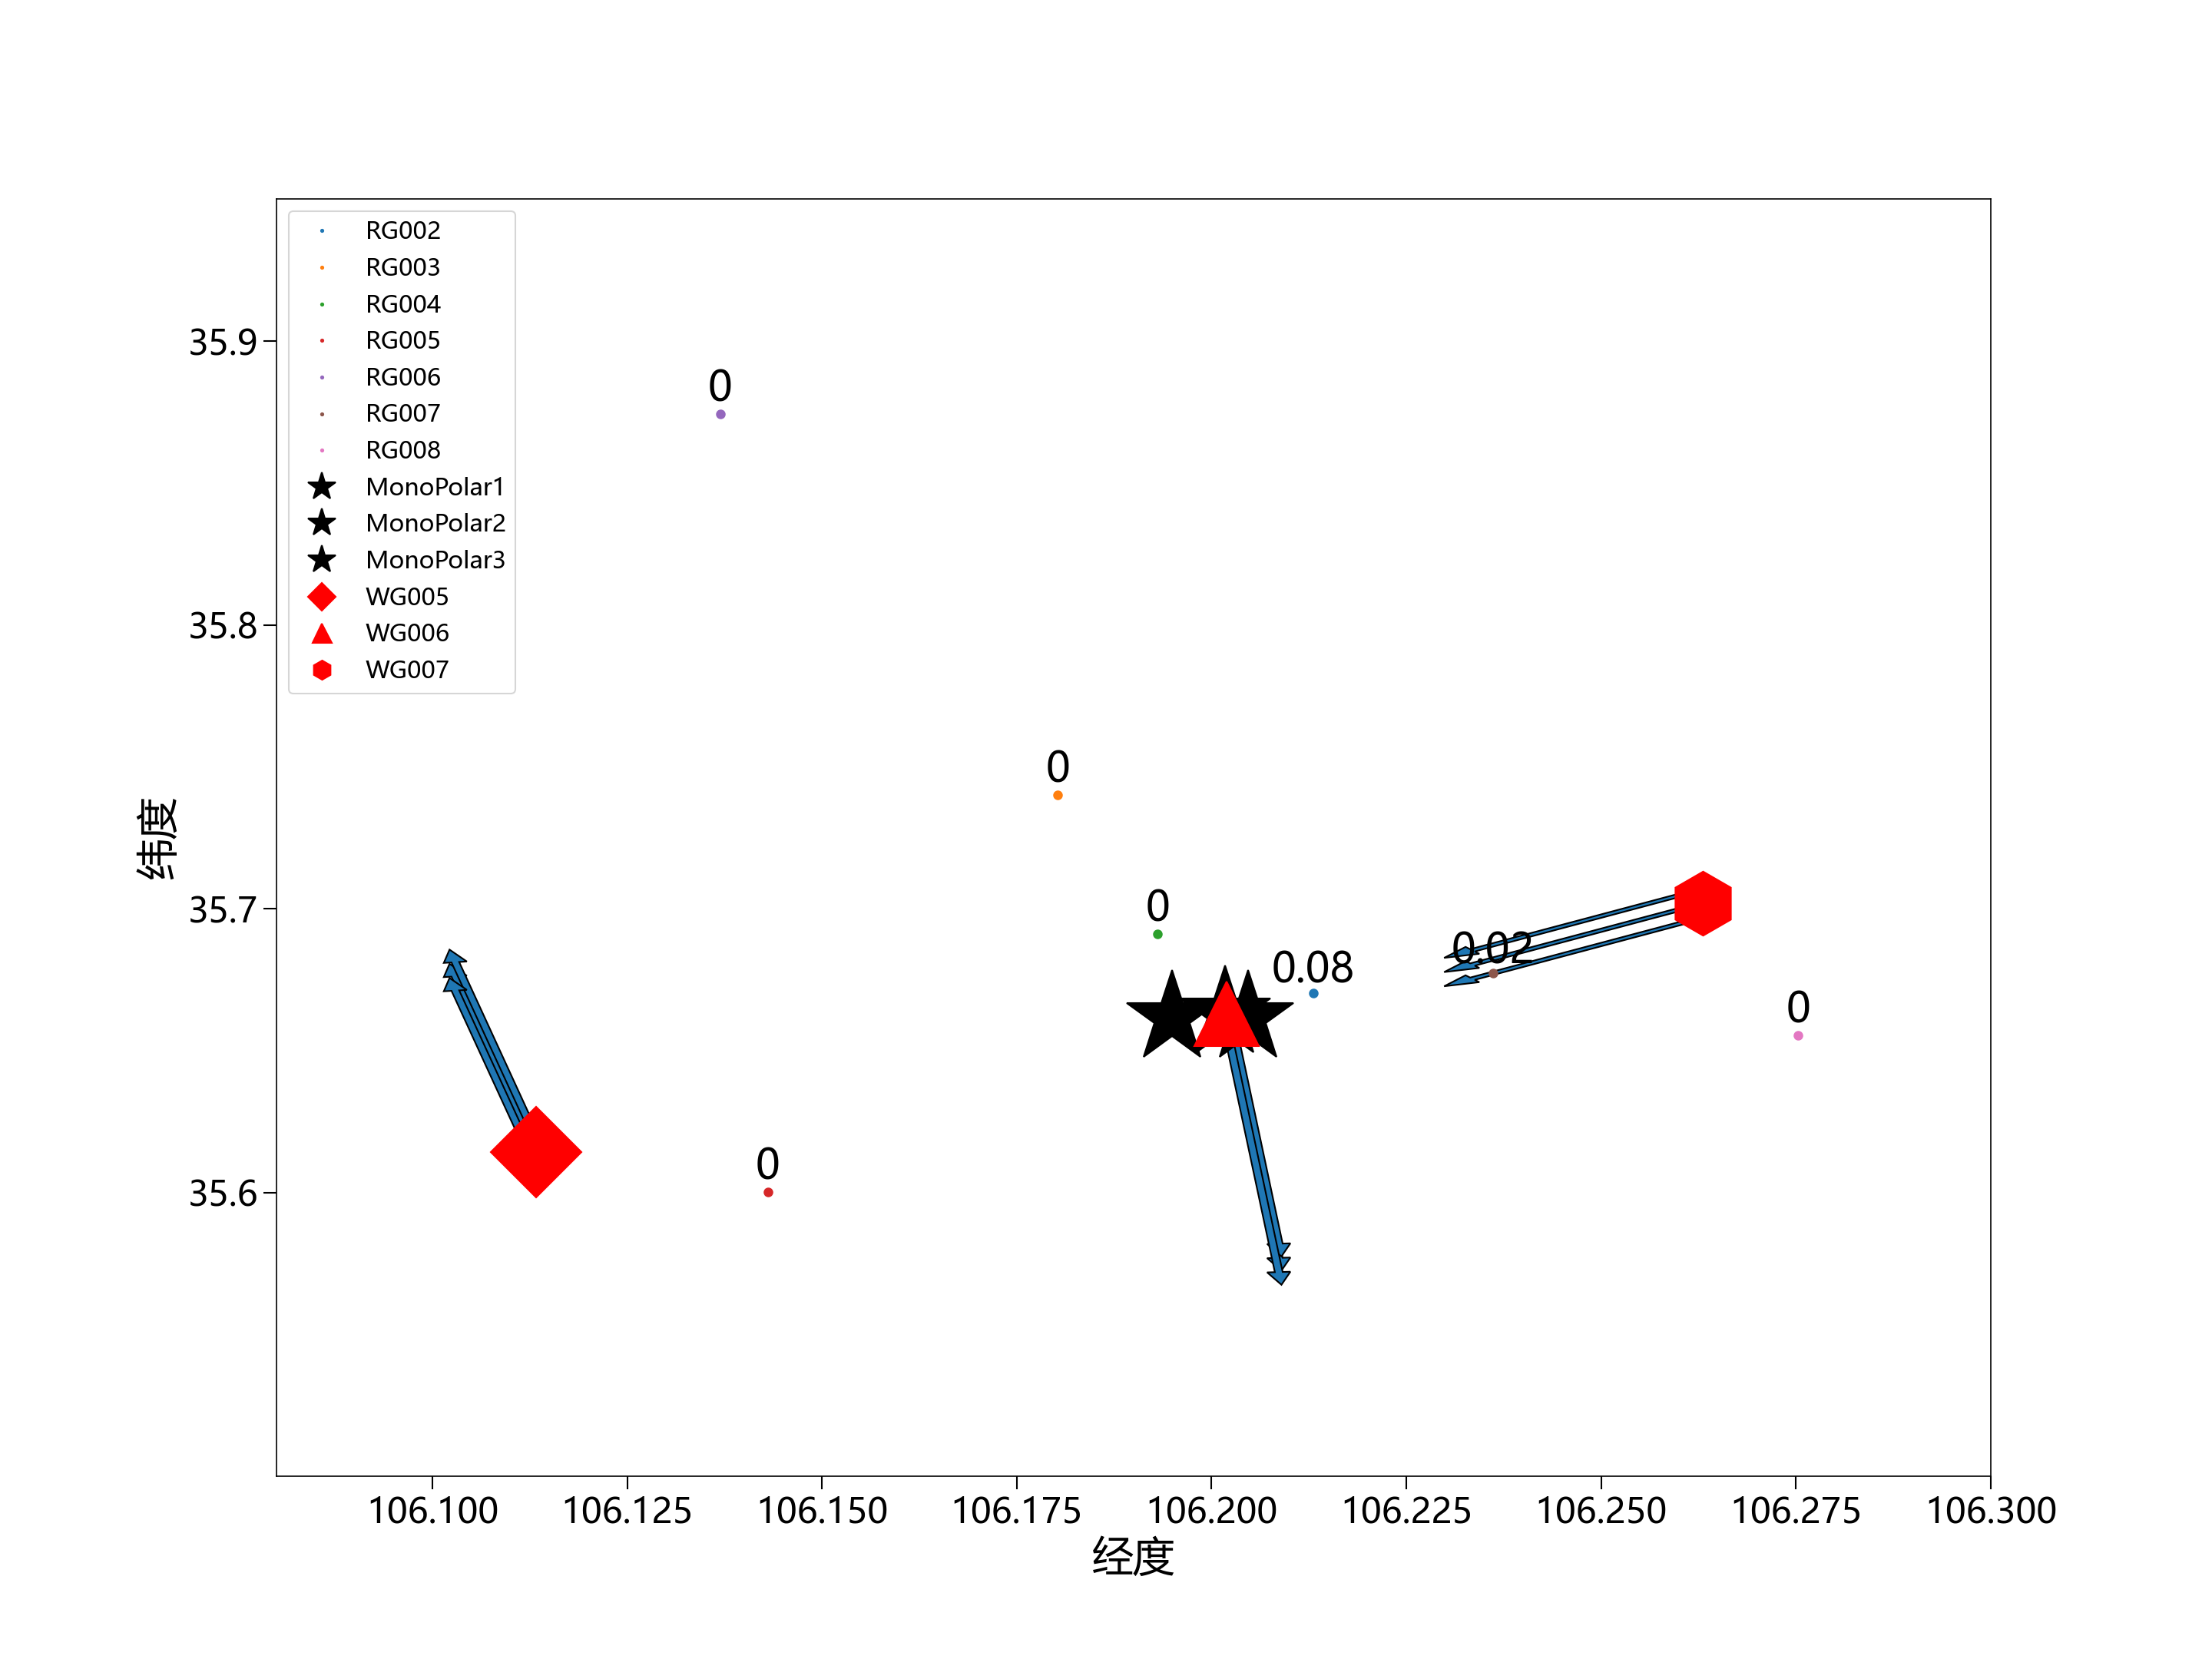 RG002
RG003
RG004
RG005
RG006
RG007
RG008
MonoPolar1
MonoPolar2
MonoPolar3
WG005
WG006
WG007
35.9
35.8
35.7
35.6
纬度
0
0
0
0.08
0.02
0
0
106.100
106.125
106.150
106.175
106.200
106.225
106.250
106.275
106.300
经度